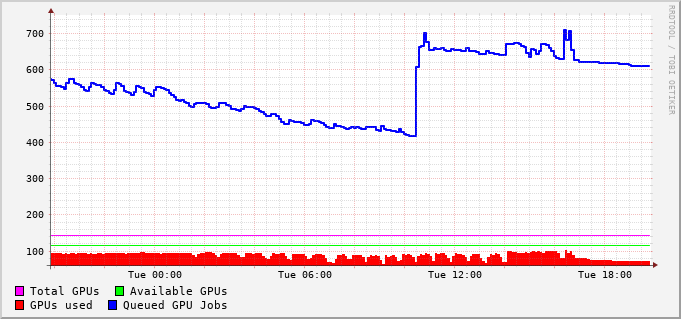 700
600
500
400
300
200
100
Tue 00:00 Tue 06:00 Tue 12:00 Tue 18:00
Total GPUs Available GPUs
GPUs used Queued GPU Jobs
RRDTOOL / TOBI OETIKER